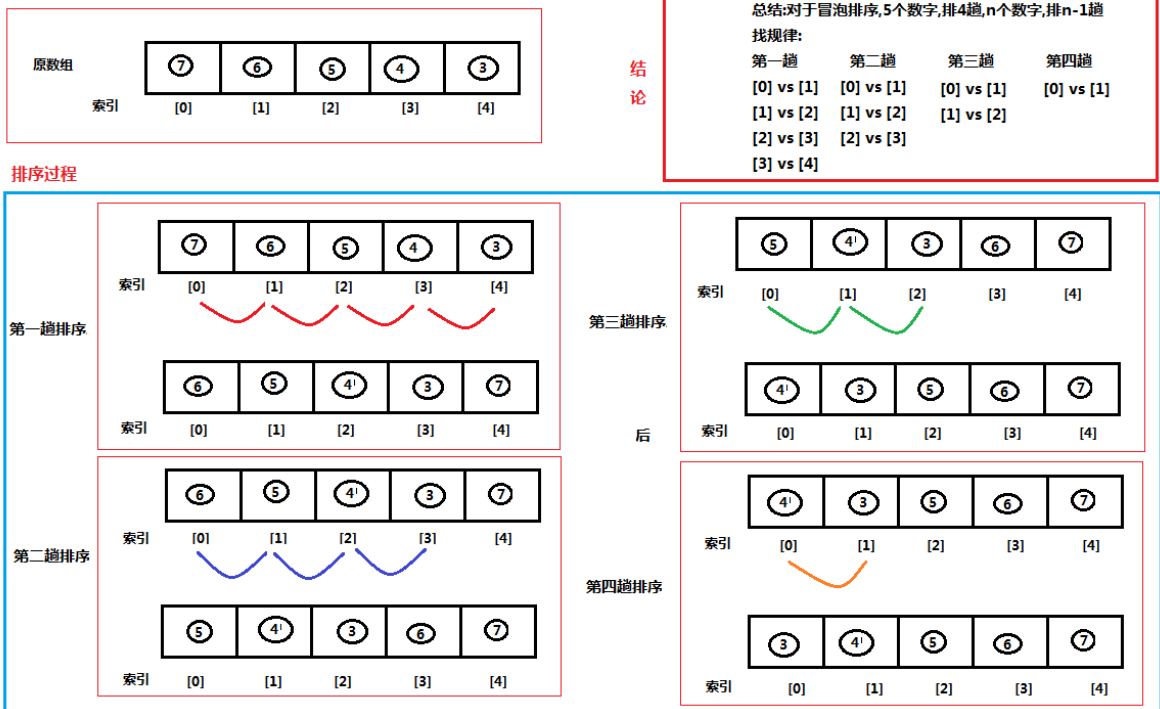 原数组
7 6 5 4 3
索引 [0] [1] [2] [3] [4]
结
论
总结:对于冒泡排序,5个数字,排4趟,n个数字,排n-1趟
找规律:
第一趟 第二趟 第三趟 第四趟
[0] vs [1] [0] vs [1] [0] vs [1] [0] vs [1]
[1] vs [2] [1] vs [2] [1] vs [2]
[2] vs [3] [2] vs [3]
[3] vs [4]
排序过程
第一趟排序
7 6 5 4 3
索引 [0] [1] [2] [3] [4]
6 5 4 3 7
索引 [0] [1] [2] [3] [4]
第二趟排序
6 5 4 3 7
索引 [0] [1] [2] [3] [4]
5 4 3 6 7
索引 [0] [1] [2] [3] [4]
第三趟排序
5 4 3 6 7
索引 [0] [1] [2] [3] [4]
4 3 5 6 7
后
索引 [0] [1] [2] [3] [4]
第四趟排序
4 3 5 6 7
索引 [0] [1] [2] [3] [4]
3 4 5 6 7
索引 [0] [1] [2] [3] [4]